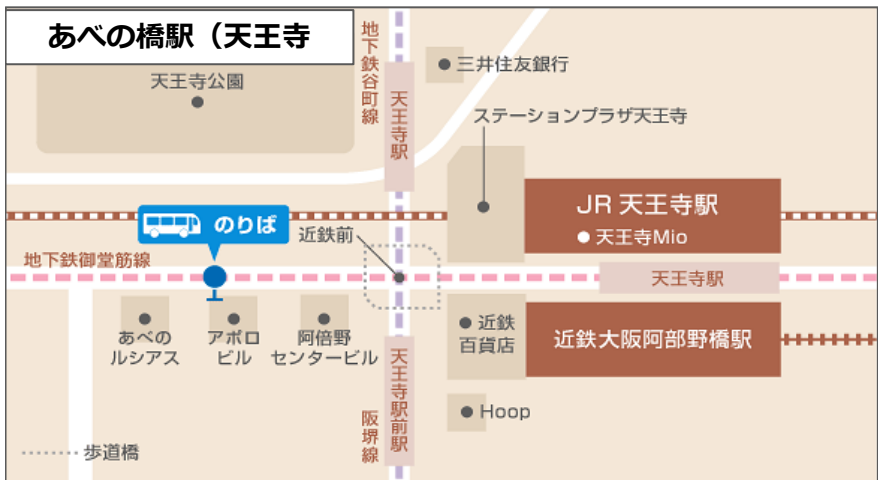 あべの橋駅（天王寺
地下鉄谷町線
天王寺駅
三井住友銀行
天王寺公園
ステーションプラザ天王寺
JR 天王寺駅
天王寺Mio
のりば
近鉄前
地下鉄御堂筋線
天王寺駅
あべの
ルシアス
アポロ
ビル
阿倍野
センタービル
近鉄
百貨店
近鉄大阪阿部野橋駅
天王寺駅前駅
阪堺線
Hoop
歩道橋